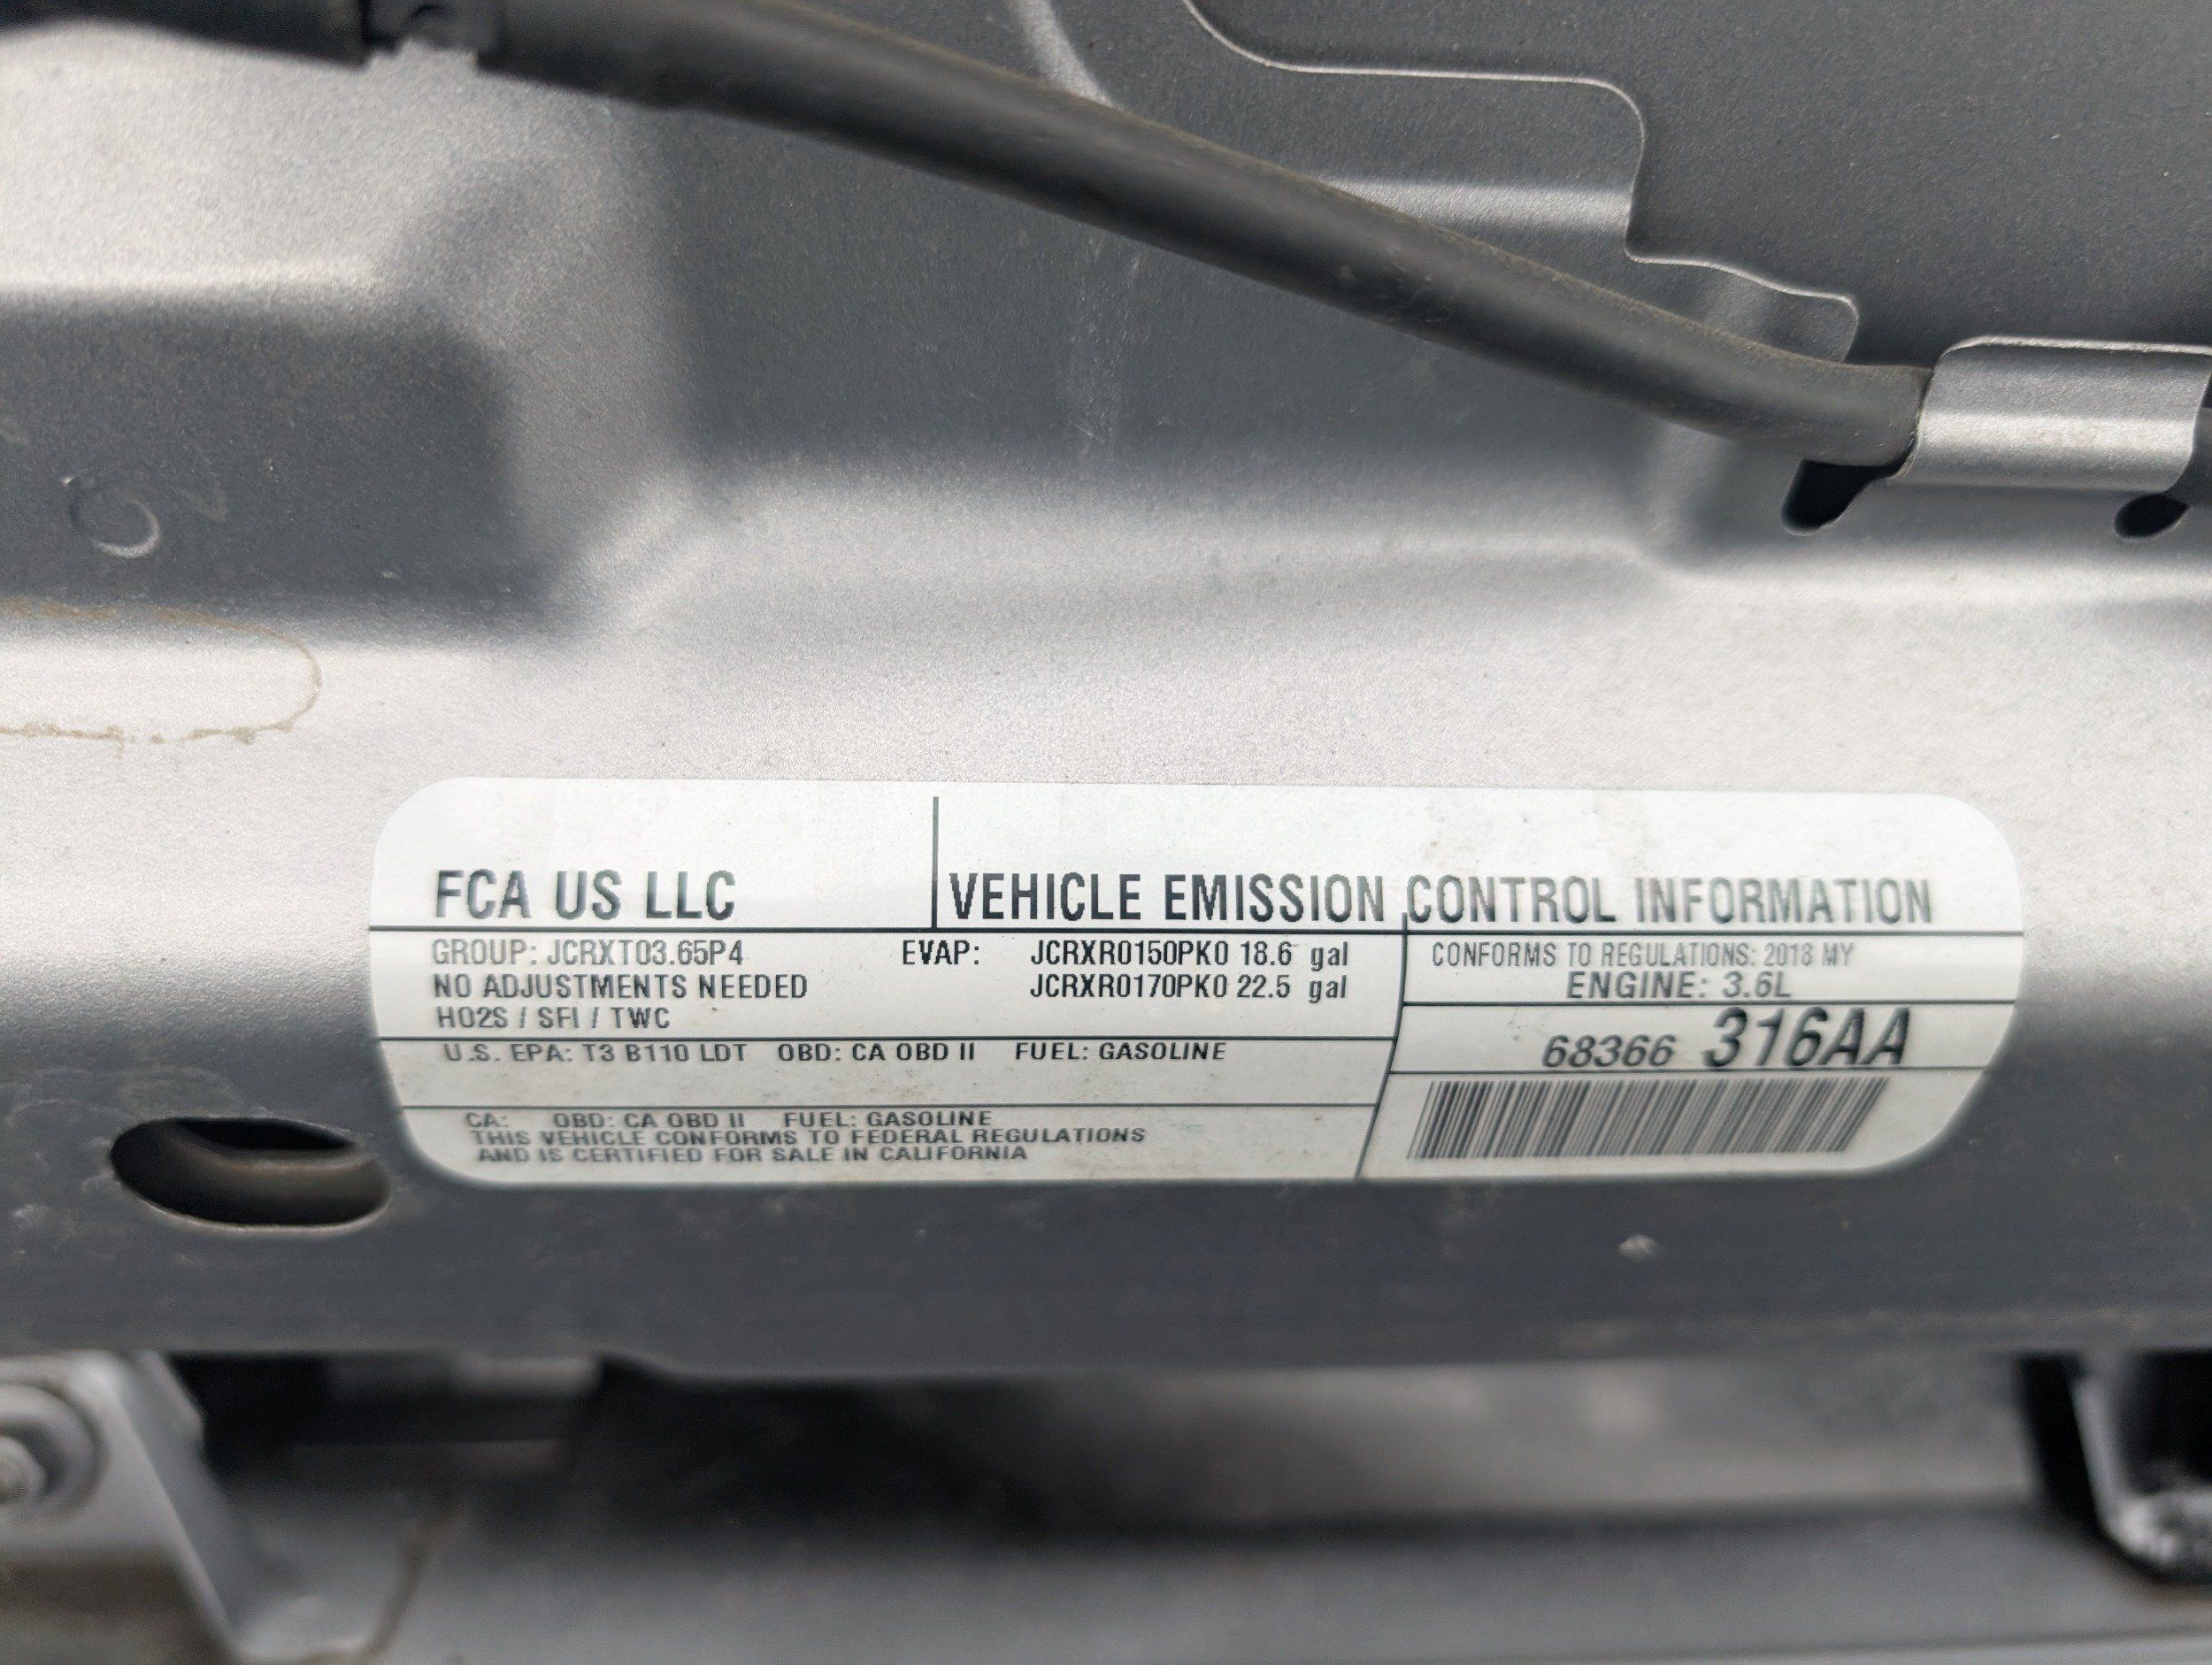 FCA US LLC
VEHICLE EMISSION CONTROL INFORMATION
GROUP: JCRXT03.65P4
NO ADJUSTMENTS NEEDED
HO2S / SFI / TWC
EVAP: JCRXR0150PK0 18.6 gal
JCRXR0170PK0 22.5 gal
CONFORMS TO REGULATIONS: 2018 MY
ENGINE: 3.6L
68366 316AA
U.S. EPA: T3 B110 LDT OBD: CA OBD II FUEL: GASOLINE
CA: OBD: CA OBD II FUEL: GASOLINE
THIS VEHICLE CONFORMS TO FEDERAL REGULATIONS
AND IS CERTIFIED FOR SALE IN CALIFORNIA